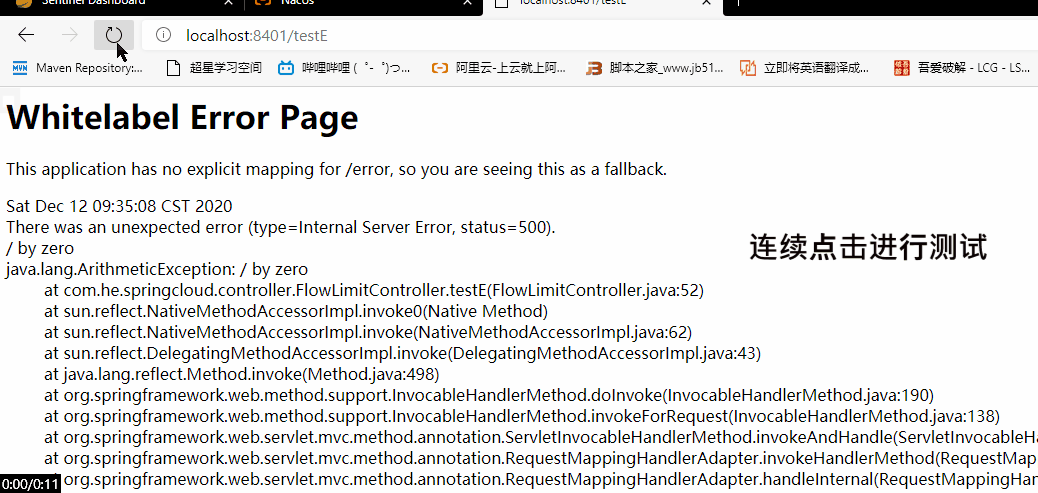 Sentinel Dashboard
Nacos
localhost:8401/testE
localhost:8401/testE
Maven Repository:...
超星学习空间
哔哩哔哩 ( ゜- ゜)つ...
阿里云-上云就上阿...
脚本之家_www.jb51...
立即将英语翻译成...
吾爱破解 - LCG - LS...
Whitelabel Error Page
This application has no explicit mapping for /error, so you are seeing this as a fallback.
Sat Dec 12 09:35:08 CST 2020
There was an unexpected error (type=Internal Server Error, status=500).
/ by zero
连续点击进行测试
java.lang.ArithmeticException: / by zero
at com.he.springcloud.controller.FlowLimitController.testE(FlowLimitController.java:52)
at sun.reflect.NativeMethodAccessorImpl.invoke0(Native Method)
at sun.reflect.NativeMethodAccessorImpl.invoke(NativeMethodAccessorImpl.java:62)
at sun.reflect.DelegatingMethodAccessorImpl.invoke(DelegatingMethodAccessorImpl.java:43)
at java.lang.reflect.Method.invoke(Method.java:498)
at org.springframework.web.method.support.InvocableHandlerMethod.doInvoke(InvocableHandlerMethod.java:190)
at org.springframework.web.method.support.InvocableHandlerMethod.invokeForRequest(InvocableHandlerMethod.java:138)
at org.springframework.web.servlet.mvc.method.annotation.ServletInvocableHandlerMethod.invokeAndHandle(ServletInvocableHa
at org.springframework.web.servlet.mvc.method.annotation.RequestMappingHandlerAdapter.invokeHandlerMethod(RequestMap
org.springframework.web.servlet.mvc.method.annotation.RequestMappingHandlerAdapter.handleInternal(RequestMappingHan
0:00/0:11